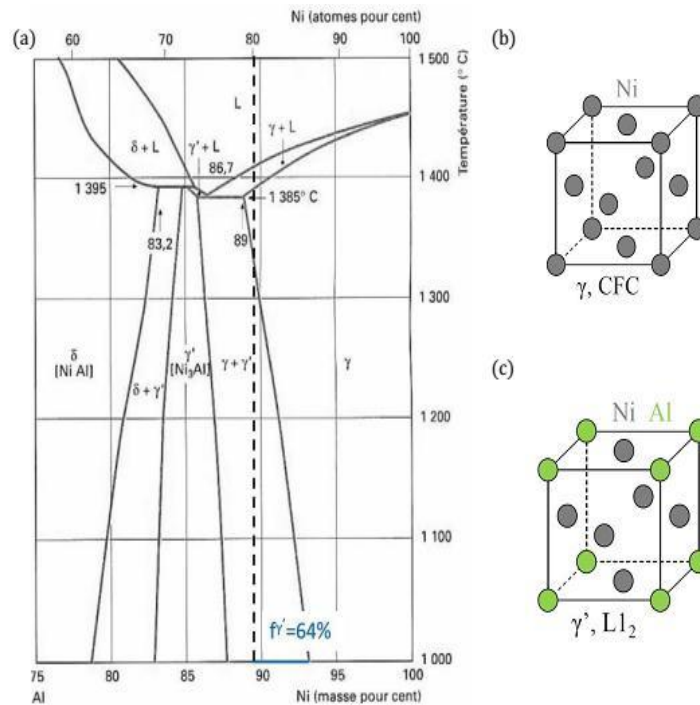 (a)
Ni (atomes pour cent)
60 70 80 90 100
1 500
Température (° C)
L
δ + L
γ' + L
γ + L
86,7
1 400
1 395
1 385° C
83,2
89
1 300
δ
[Ni Al]
δ + γ'
γ'
[Ni₃Al]
γ + γ'
γ
1 200
1 100
fγ'=64%
1 000
75 80 85 90 95 100
Al
Ni (masse pour cent)
(b)
Ni
γ, CFC
(c)
Ni Al
γ', L1₂